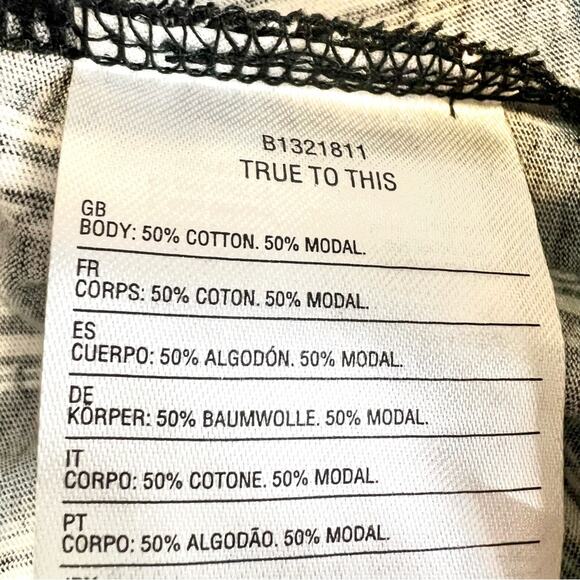 B1321811
TRUE TO THIS
GB
BODY: 50% COTTON. 50% MODAL.
FR
CORPS: 50% COTON. 50% MODAL.
ES
CUERPO: 50% ALGODÓN. 50% MODAL.
DE
KÖRPER: 50% BAUMWOLLE. 50% MODAL.
IT
CORPO: 50% COTONE. 50% MODAL.
PT
CORPO: 50% ALGODÃO. 50% MODAL.